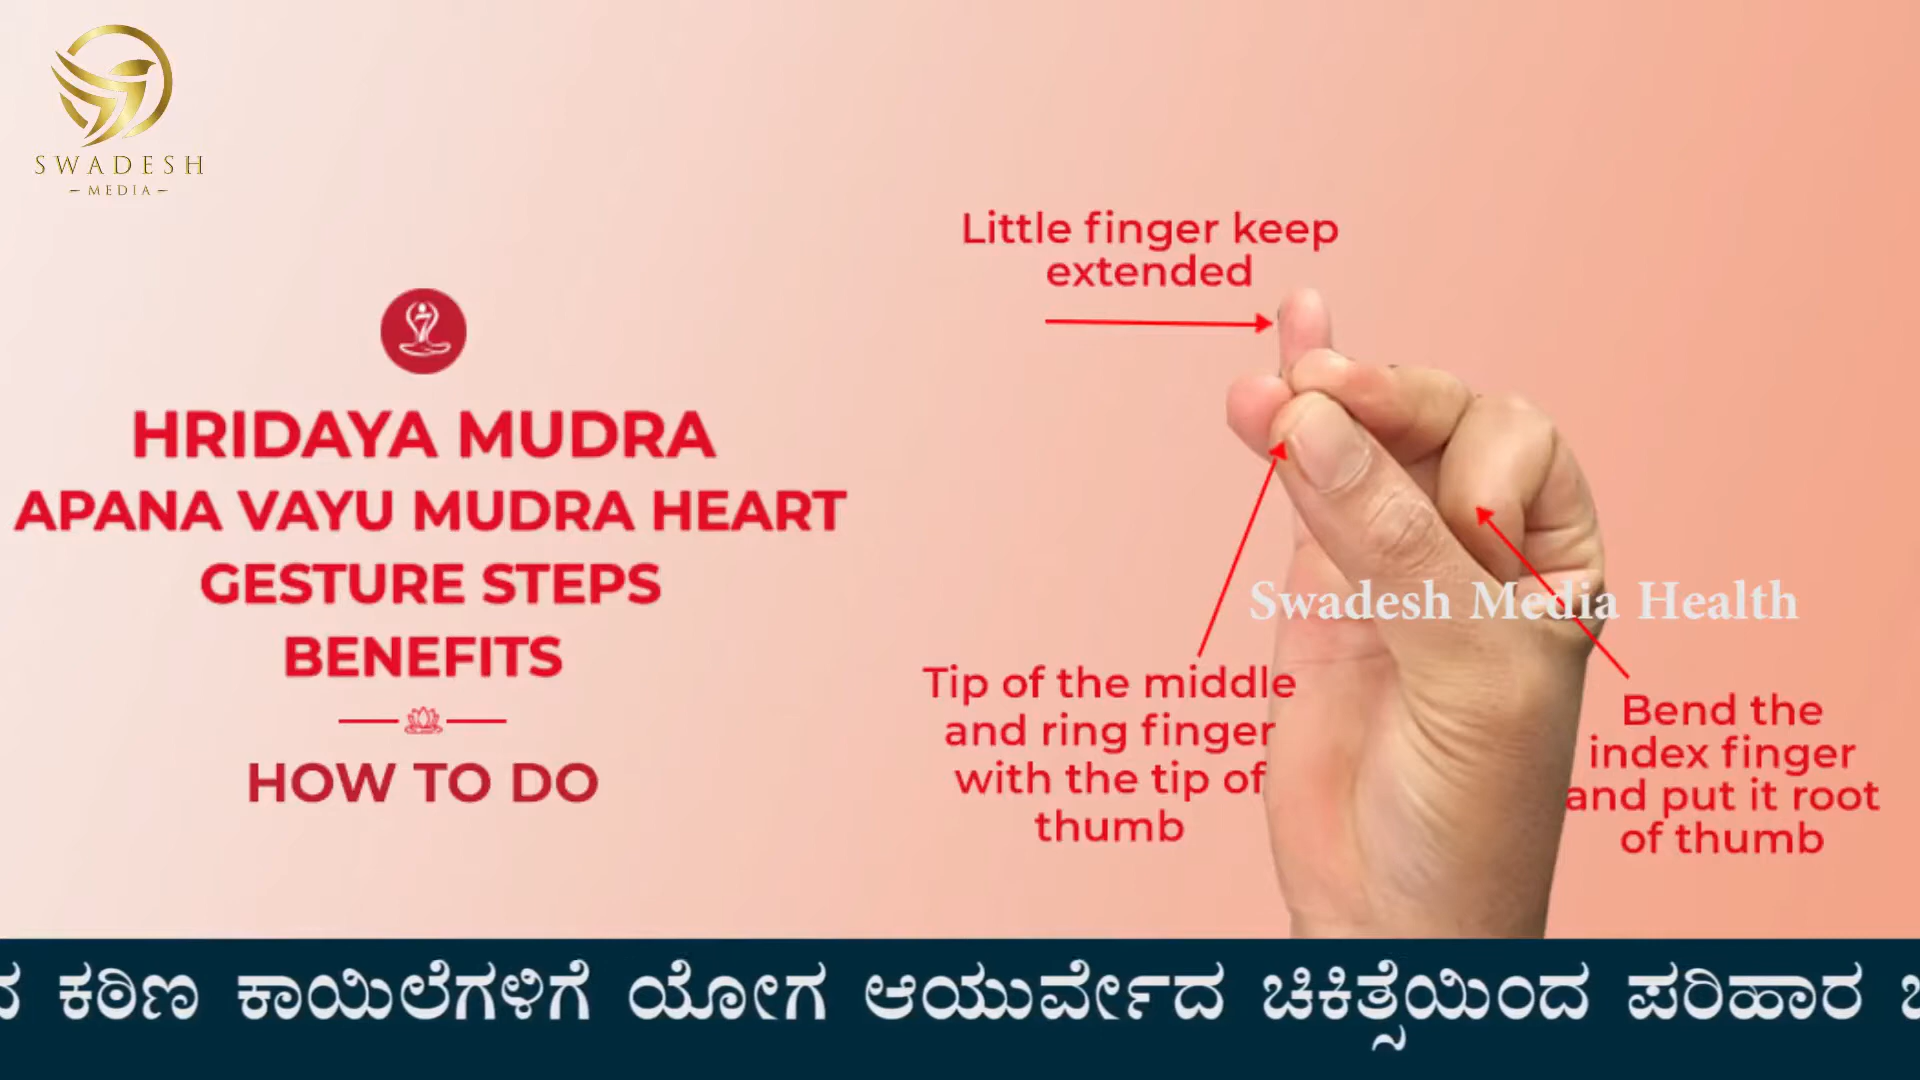 SWADESH
MEDIA
Little finger keep
extended
HRIDAYA MUDRA
APANA VAYU MUDRA HEART
GESTURE STEPS
BENEFITS
HOW TO DO
Swadesh Media Health
Tip of the middle
and ring finger
with the tip of
thumb
Bend the
index finger
and put it root
of thumb
ಕಠಿಣ ಕಾಯಿಲೆಗಳಿಗೆ ಯೋಗ ಆಯುರ್ವೇದ ಚಿಕಿತ್ಸೆಯಿಂದ ಪರಿಹಾರ